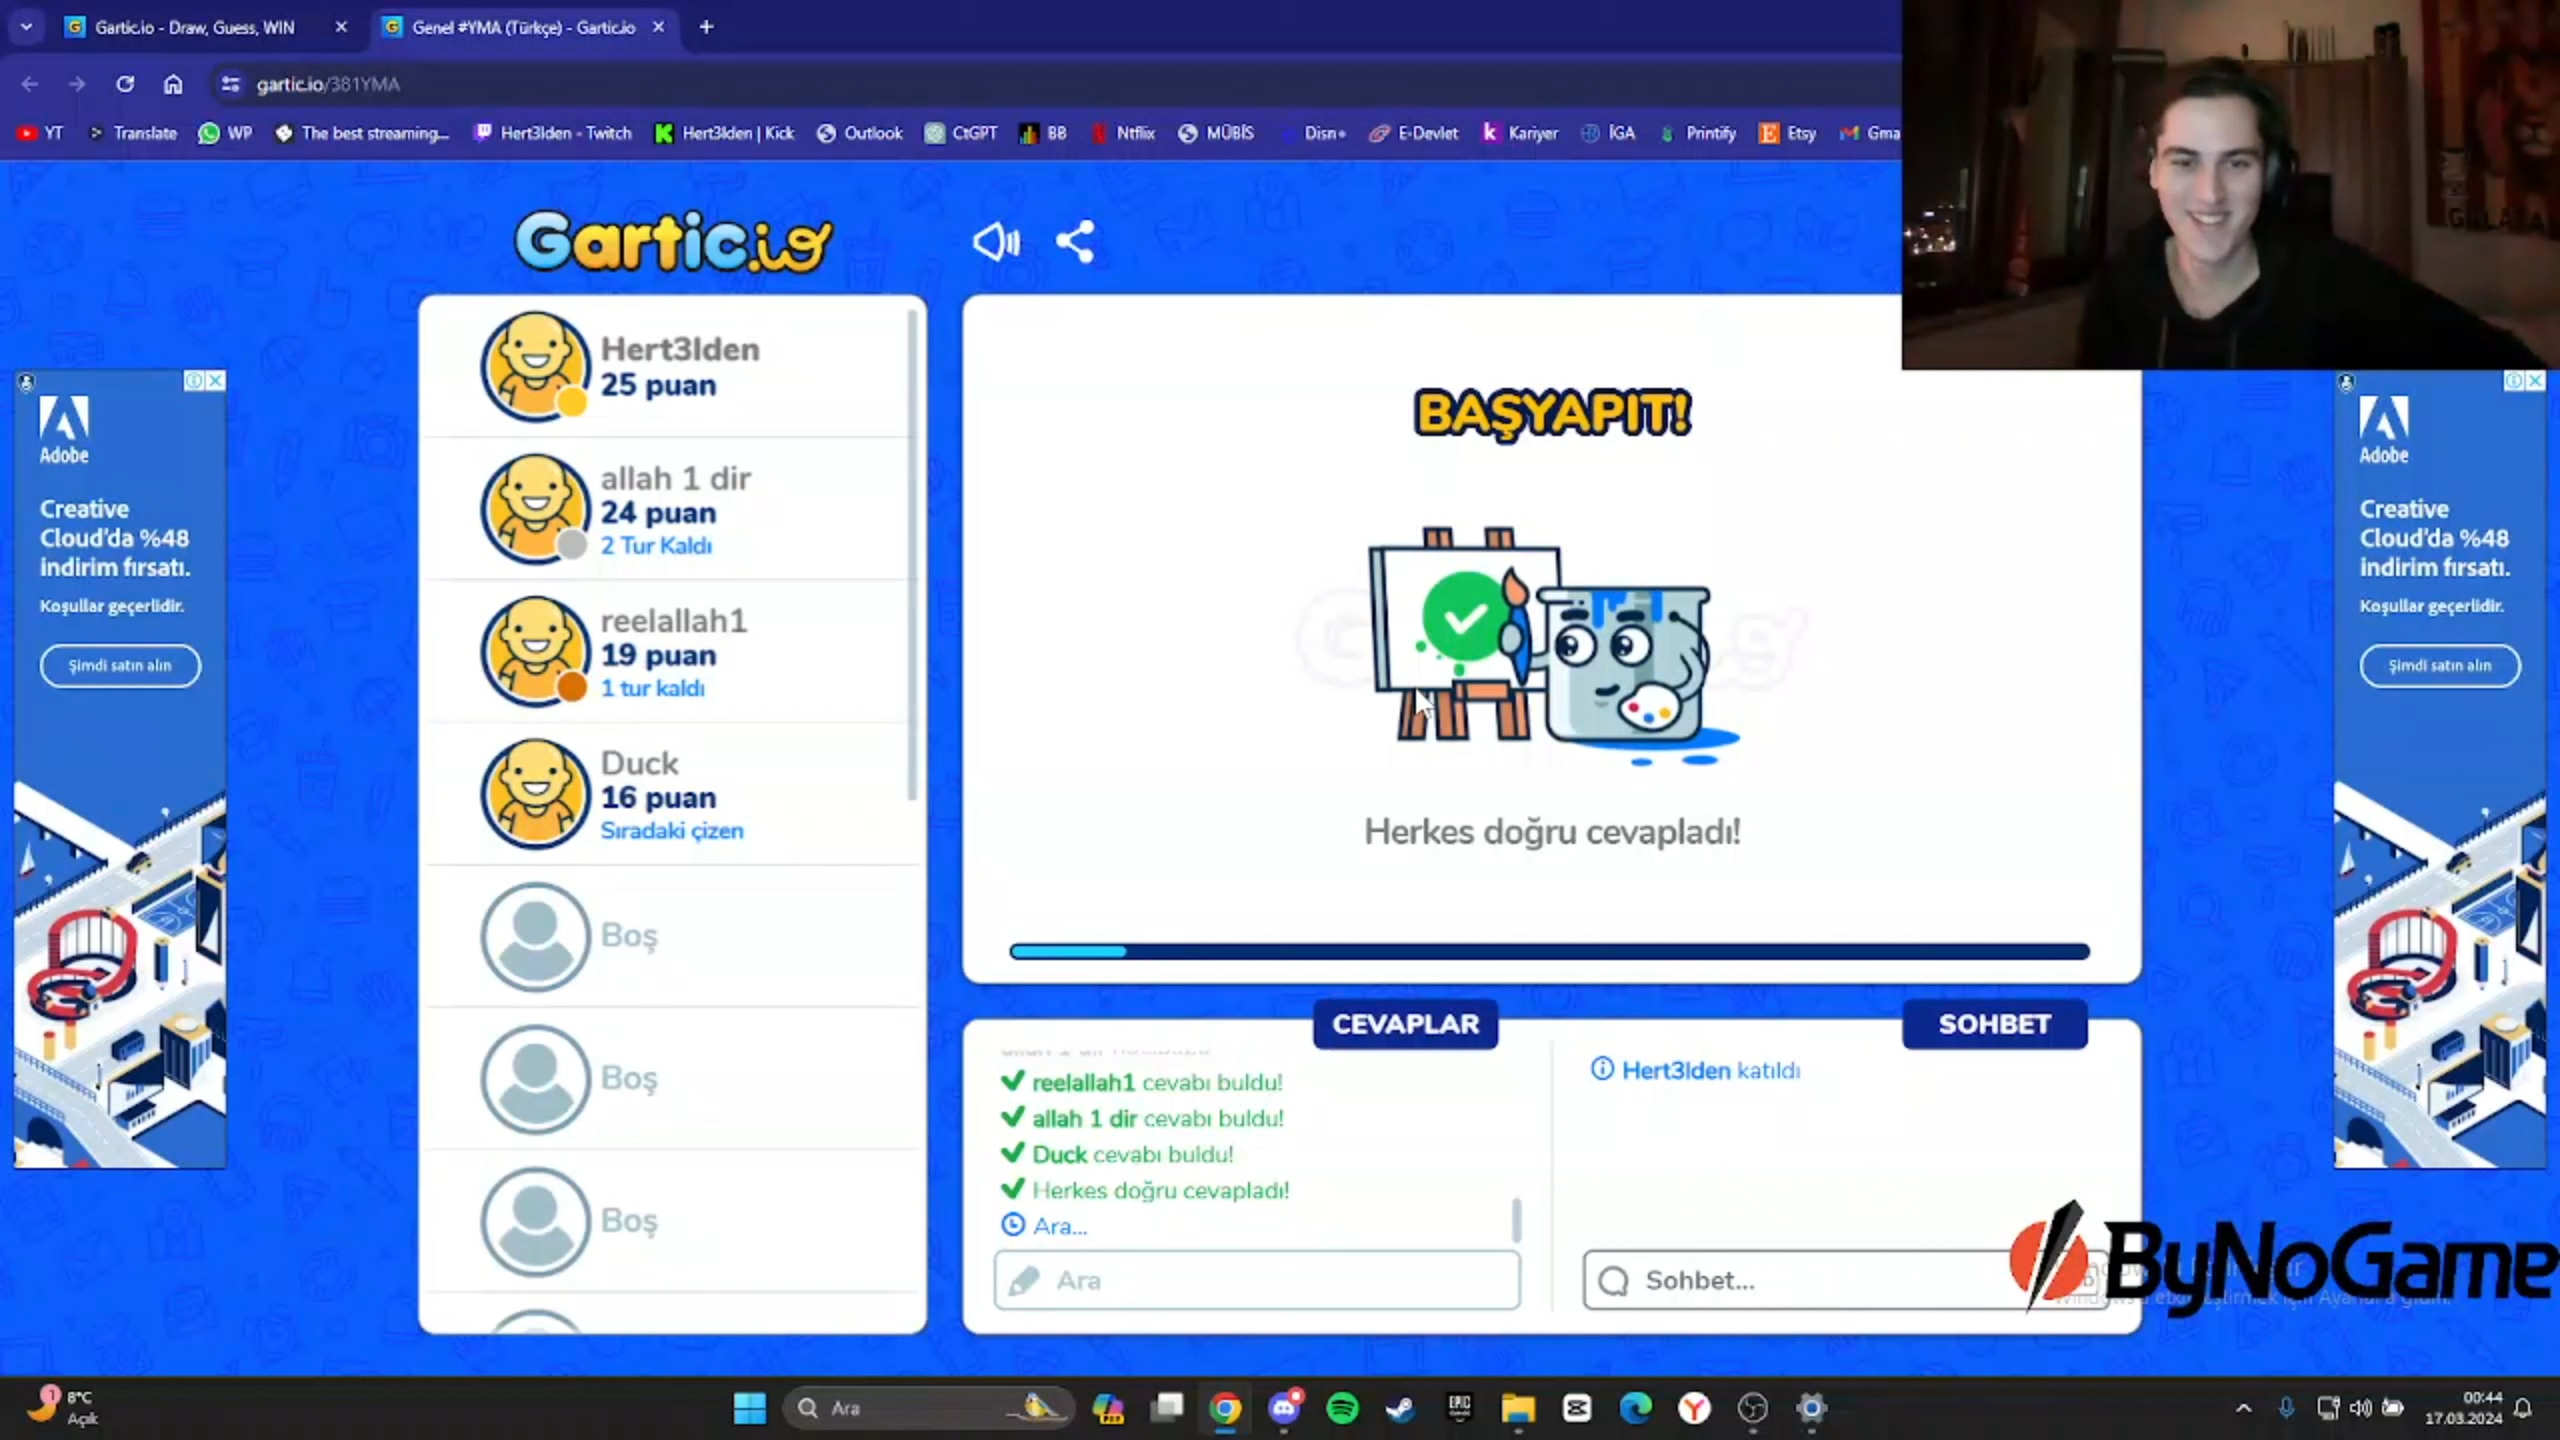 Gartic.io - Draw, Guess, WIN
Genel #YMA (Türkçe) - Gartic.io
gartic.io/381YMA
YT
Translate
WP
The best streaming...
Hert3lden - Twitch
Hert3lden | Kick
Outlook
CtGPT
BB
Ntflix
MÜBİS
Disn+
E-Devlet
Kariyer
İGA
Printify
Etsy
Gma
Gartic.io
Hert3lden
25 puan
allah 1 dir
24 puan
2 Tur Kaldı
reelallah1
19 puan
1 tur kaldı
Duck
16 puan
Sıradaki çizen
Boş
Boş
Boş
BAŞYAPIT!
Herkes doğru cevapladı!
CEVAPLAR
reelallah1 cevabı buldu!
allah 1 dir cevabı buldu!
Duck cevabı buldu!
Herkes doğru cevapladı!
Ara...
Ara
SOHBET
Hert3lden katıldı
Sohbet...
Adobe
Creative
Cloud'da %48
indirim fırsatı.
Koşullar geçerlidir.
Şimdi satın alın
Adobe
Creative
Cloud'da %48
indirim fırsatı.
Koşullar geçerlidir.
Şimdi satın alın
ByNoGame
1
8°C
Açık
Ara
EPIC
00:44
17.03.2024